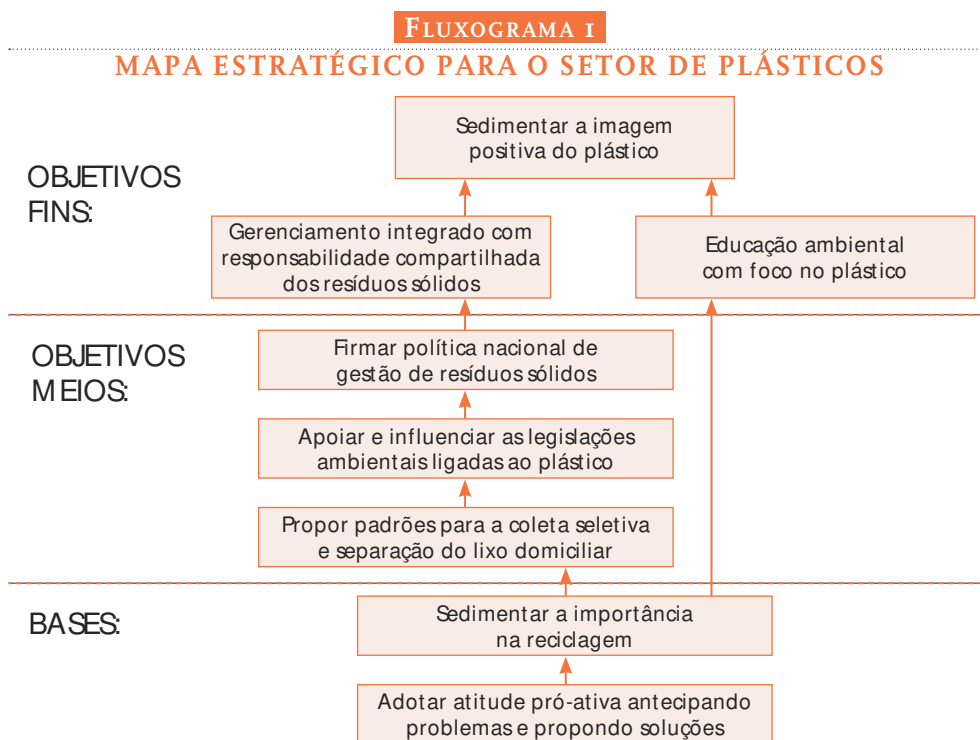 FLUXOGRAMA 1
MAPA ESTRATÉGICO PARA O SETOR DE PLÁSTICOS
OBJETIVOS
FINS:
Sedimentar a imagem
positiva do plástico
Gerenciamento integrado com
responsabilidade compartilhada
dos resíduos sólidos
Educação ambiental
com foco no plástico
OBJETIVOS
MEIOS:
Firmar política nacional de
gestão de resíduos sólidos
Apoiar e influenciar as legislações
ambientais ligadas ao plástico
Propor padrões para a coleta seletiva
e separação do lixo domiciliar
BASES:
Sedimentar a importância
na reciclagem
Adotar atitude pró-ativa antecipando
problemas e propondo soluções